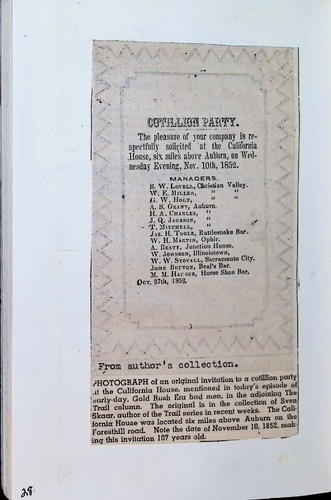 COTILLION PARTY.
The pleasure of your company is re-
spectfully solicited at the California
House, six miles above Auburn, on Wed-
nesday Evening, Nov. 10th, 1852.
MANAGERS.
S. W. LOVELL, Christian Valley.
W. E. MILLER, " "
G. W. HOLT, " "
A. S. GRANT, Auburn.
H. A. CHARLES, "
J. Q. JACKSON, "
T. MITCHELL, "
JAS. H. TOOLE, Rattlesnake Bar.
W. H. MARTIN, Ophir.
A. BEATY, Junction House.
W. JOHNSON, Illinoistown,
W. W. STOVALL, Sacramento City.
JOHN HUTTON, Beal's Bar.
M. M. Horse Shoe Bar.
OCT. 27th, 1852.
From author's collection.
PHOTOGRAPH of an original invitation to a cotillion party
at the California House, mentioned in today's episode of
early-day, Gold Rush Era bad men, in the adjoining The
Trail column. The original is in the collection of Sven
Skaar, author of the Trail series in recent weeks. The Cali-
fornia House was located six miles above Auburn on the
Foresthill road. Note the date of November 10, 1852, mak-
ing this invitation 107 years old.
28